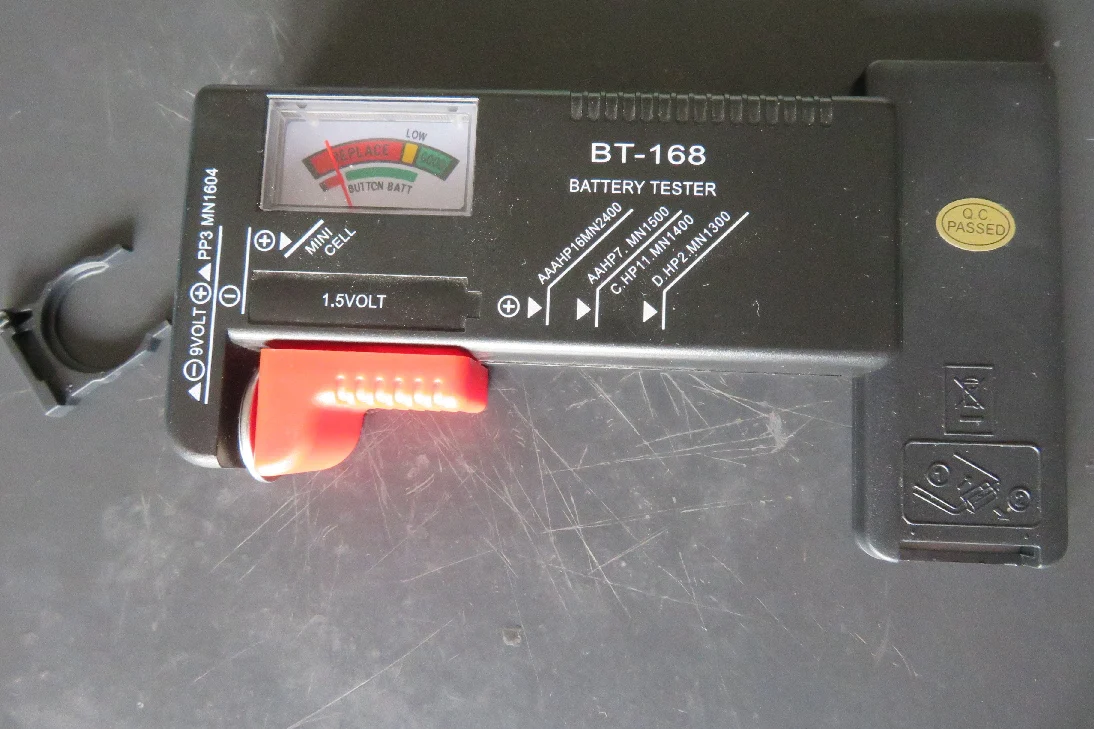 LOW
REPLACE
GOOD
BUTTON BATT
BT-168
BATTERY TESTER
AAAHP16MN2400
AAHP7. MN1500
C.HP11.MN1400
D.HP2.MN1300
MINI
CELL
1.5VOLT
9VOLT PP3 MN1604
Q.C
PASSED